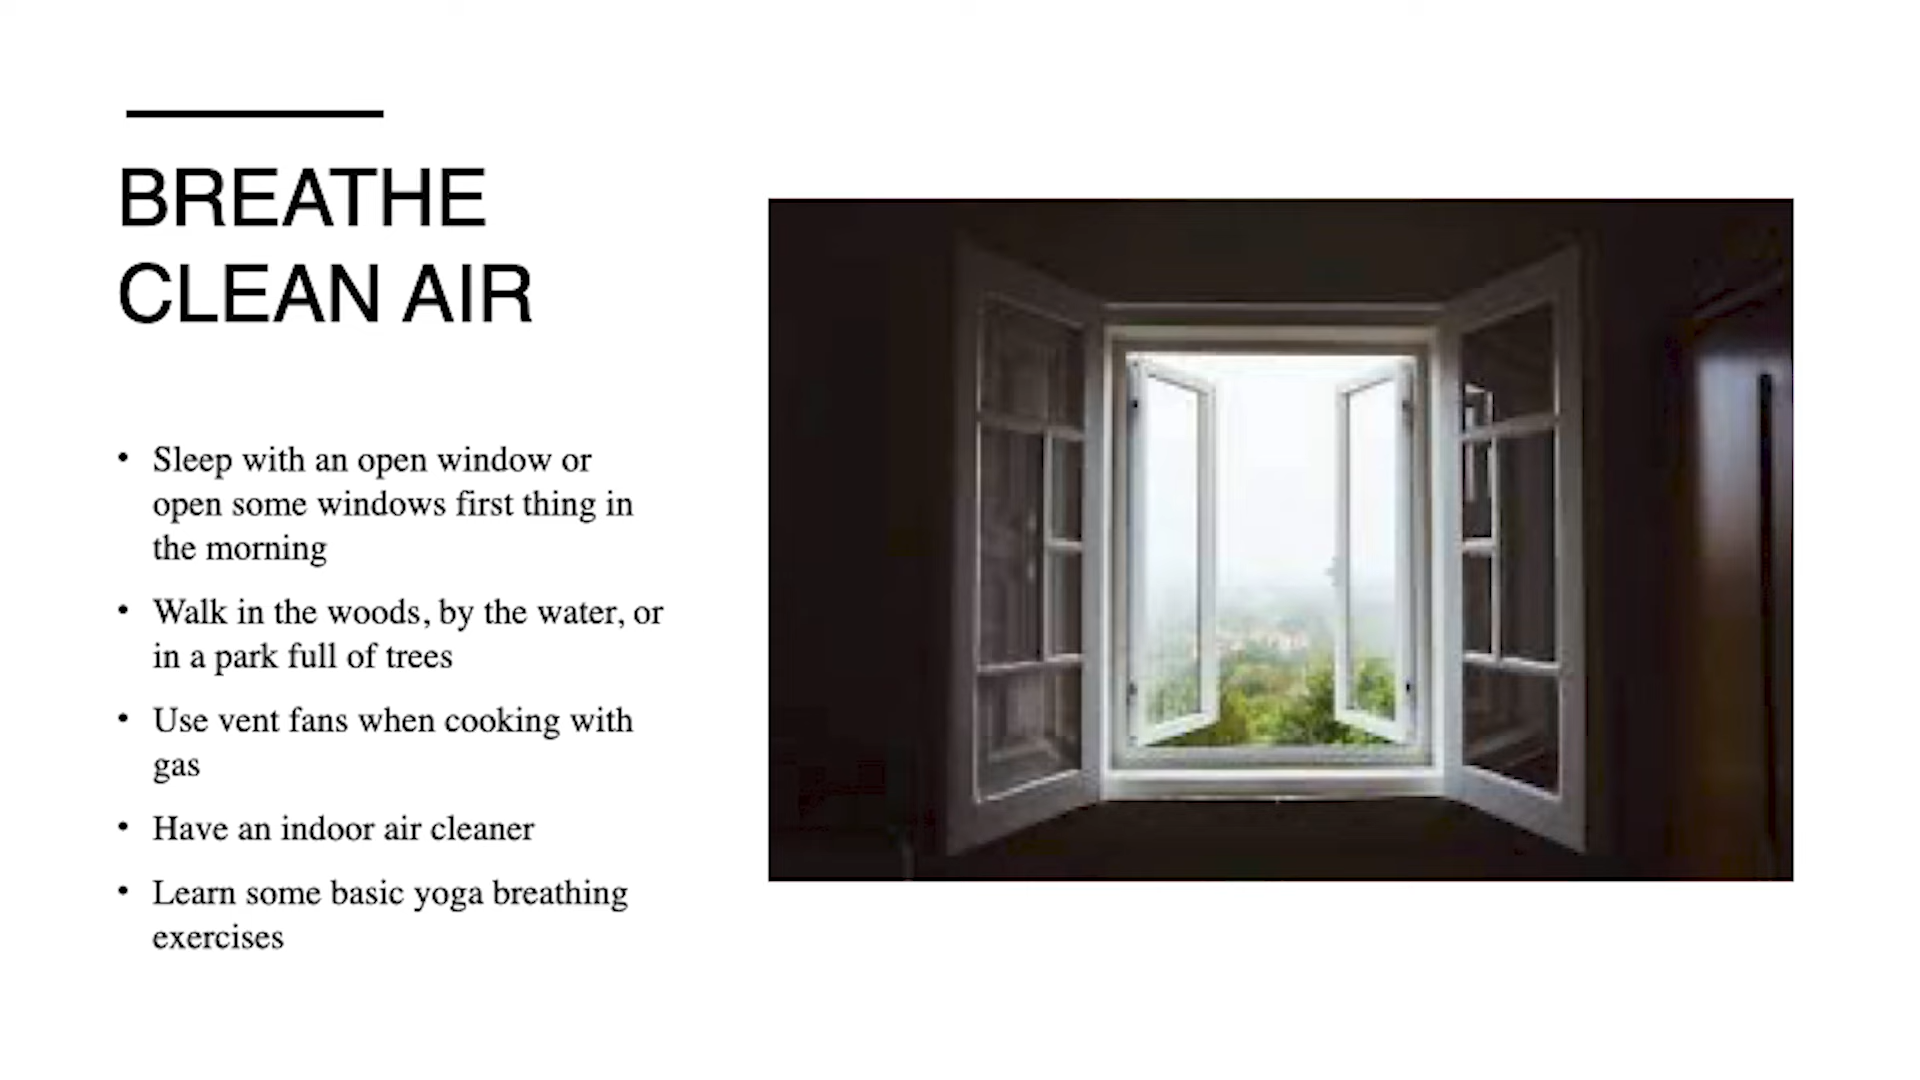 BREATHE
CLEAN AIR
• Sleep with an open window or
open some windows first thing in
the morning
• Walk in the woods, by the water, or
in a park full of trees
• Use vent fans when cooking with
gas
• Have an indoor air cleaner
• Learn some basic yoga breathing
exercises